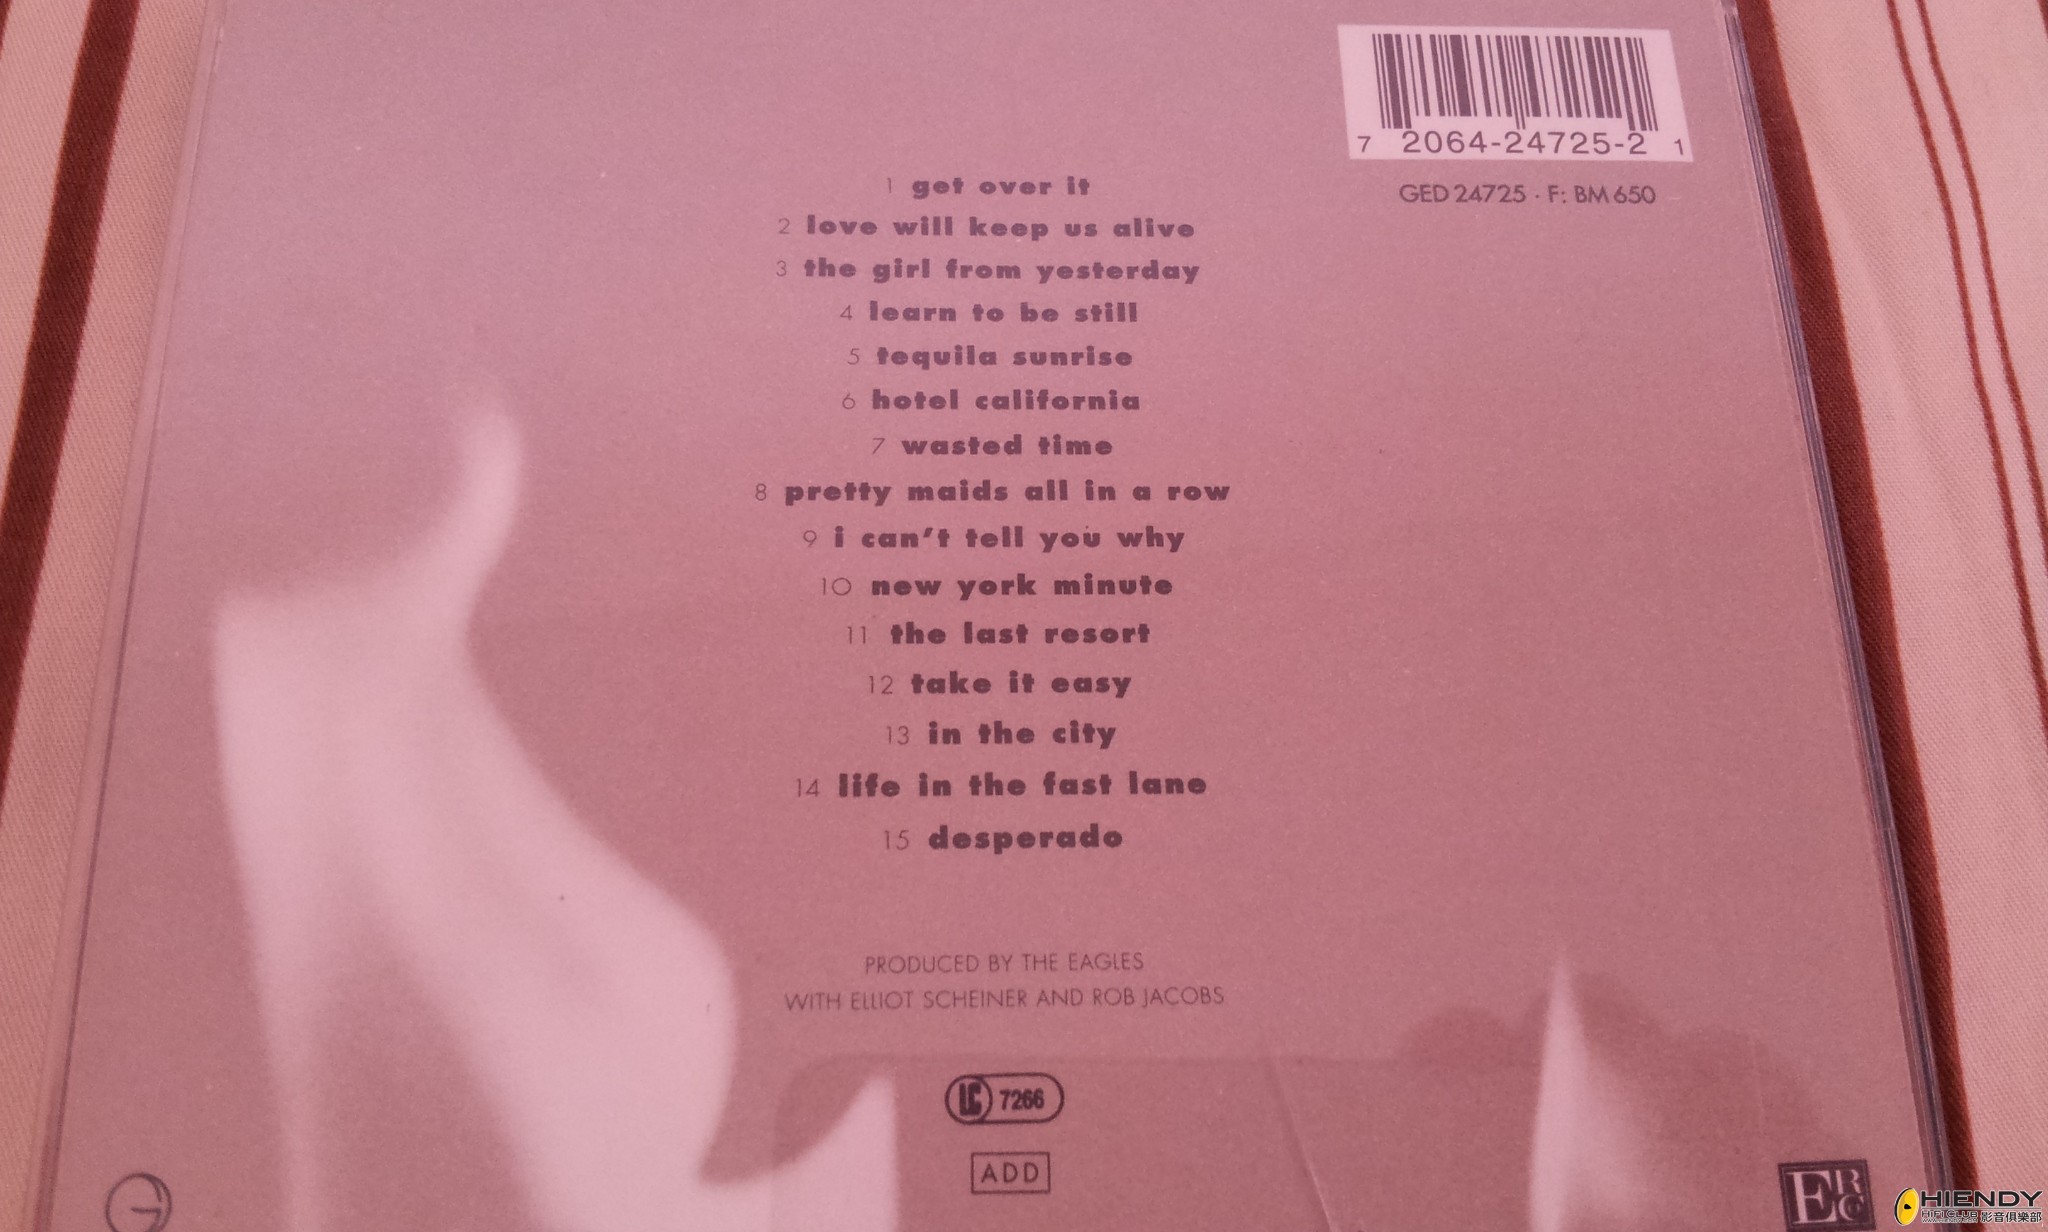 7 2064-24725-2 1
GED 24725 · F: BM 650
1 get over it
2 love will keep us alive
3 the girl from yesterday
4 learn to be still
5 tequila sunrise
6 hotel california
7 wasted time
8 pretty maids all in a row
9 i can't tell you why
10 new york minute
11 the last resort
12 take it easy
13 in the city
14 life in the fast lane
15 desperado
PRODUCED BY THE EAGLES
WITH ELLIOT SCHEINER AND ROB JACOBS
LC 7266
ADD
ERC
HIENDY
HIFICLUB 影音俱樂部